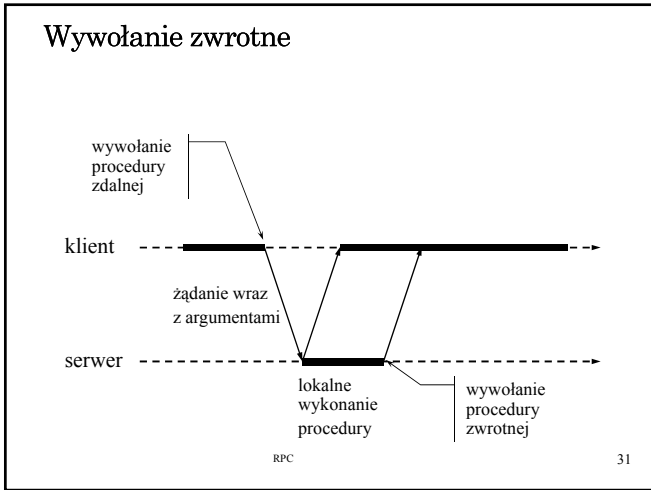 Wywołanie zwrotne
wywołanie
procedury
zdalnej
klient
żądanie wraz
z argumentami
serwer
lokalne
wykonanie
procedury
wywołanie
procedury
zwrotnej
RPC
31